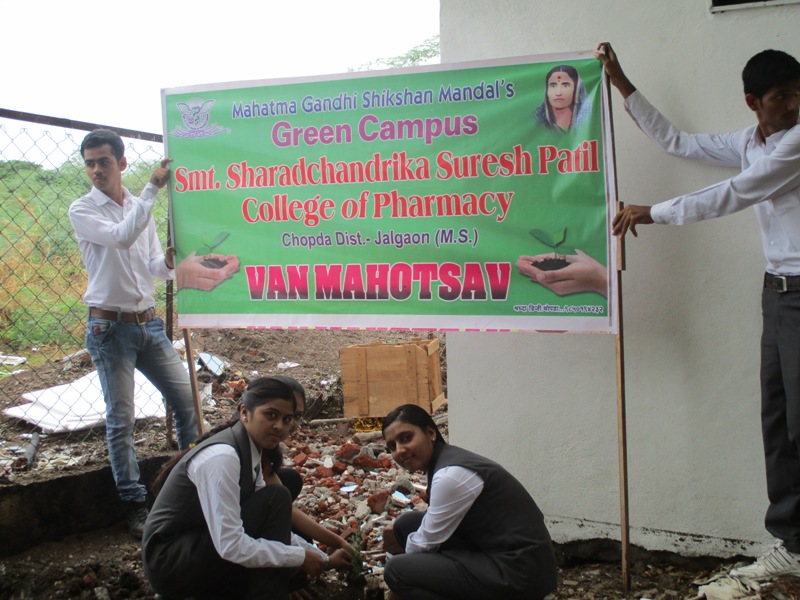 Mahatma Gandhi Shikshan Mandal's
Green Campus
Smt. Sharadchandrika Suresh Patil
College of Pharmacy
Chopda Dist.- Jalgaon (M.S.)
VAN MAHOTSAV